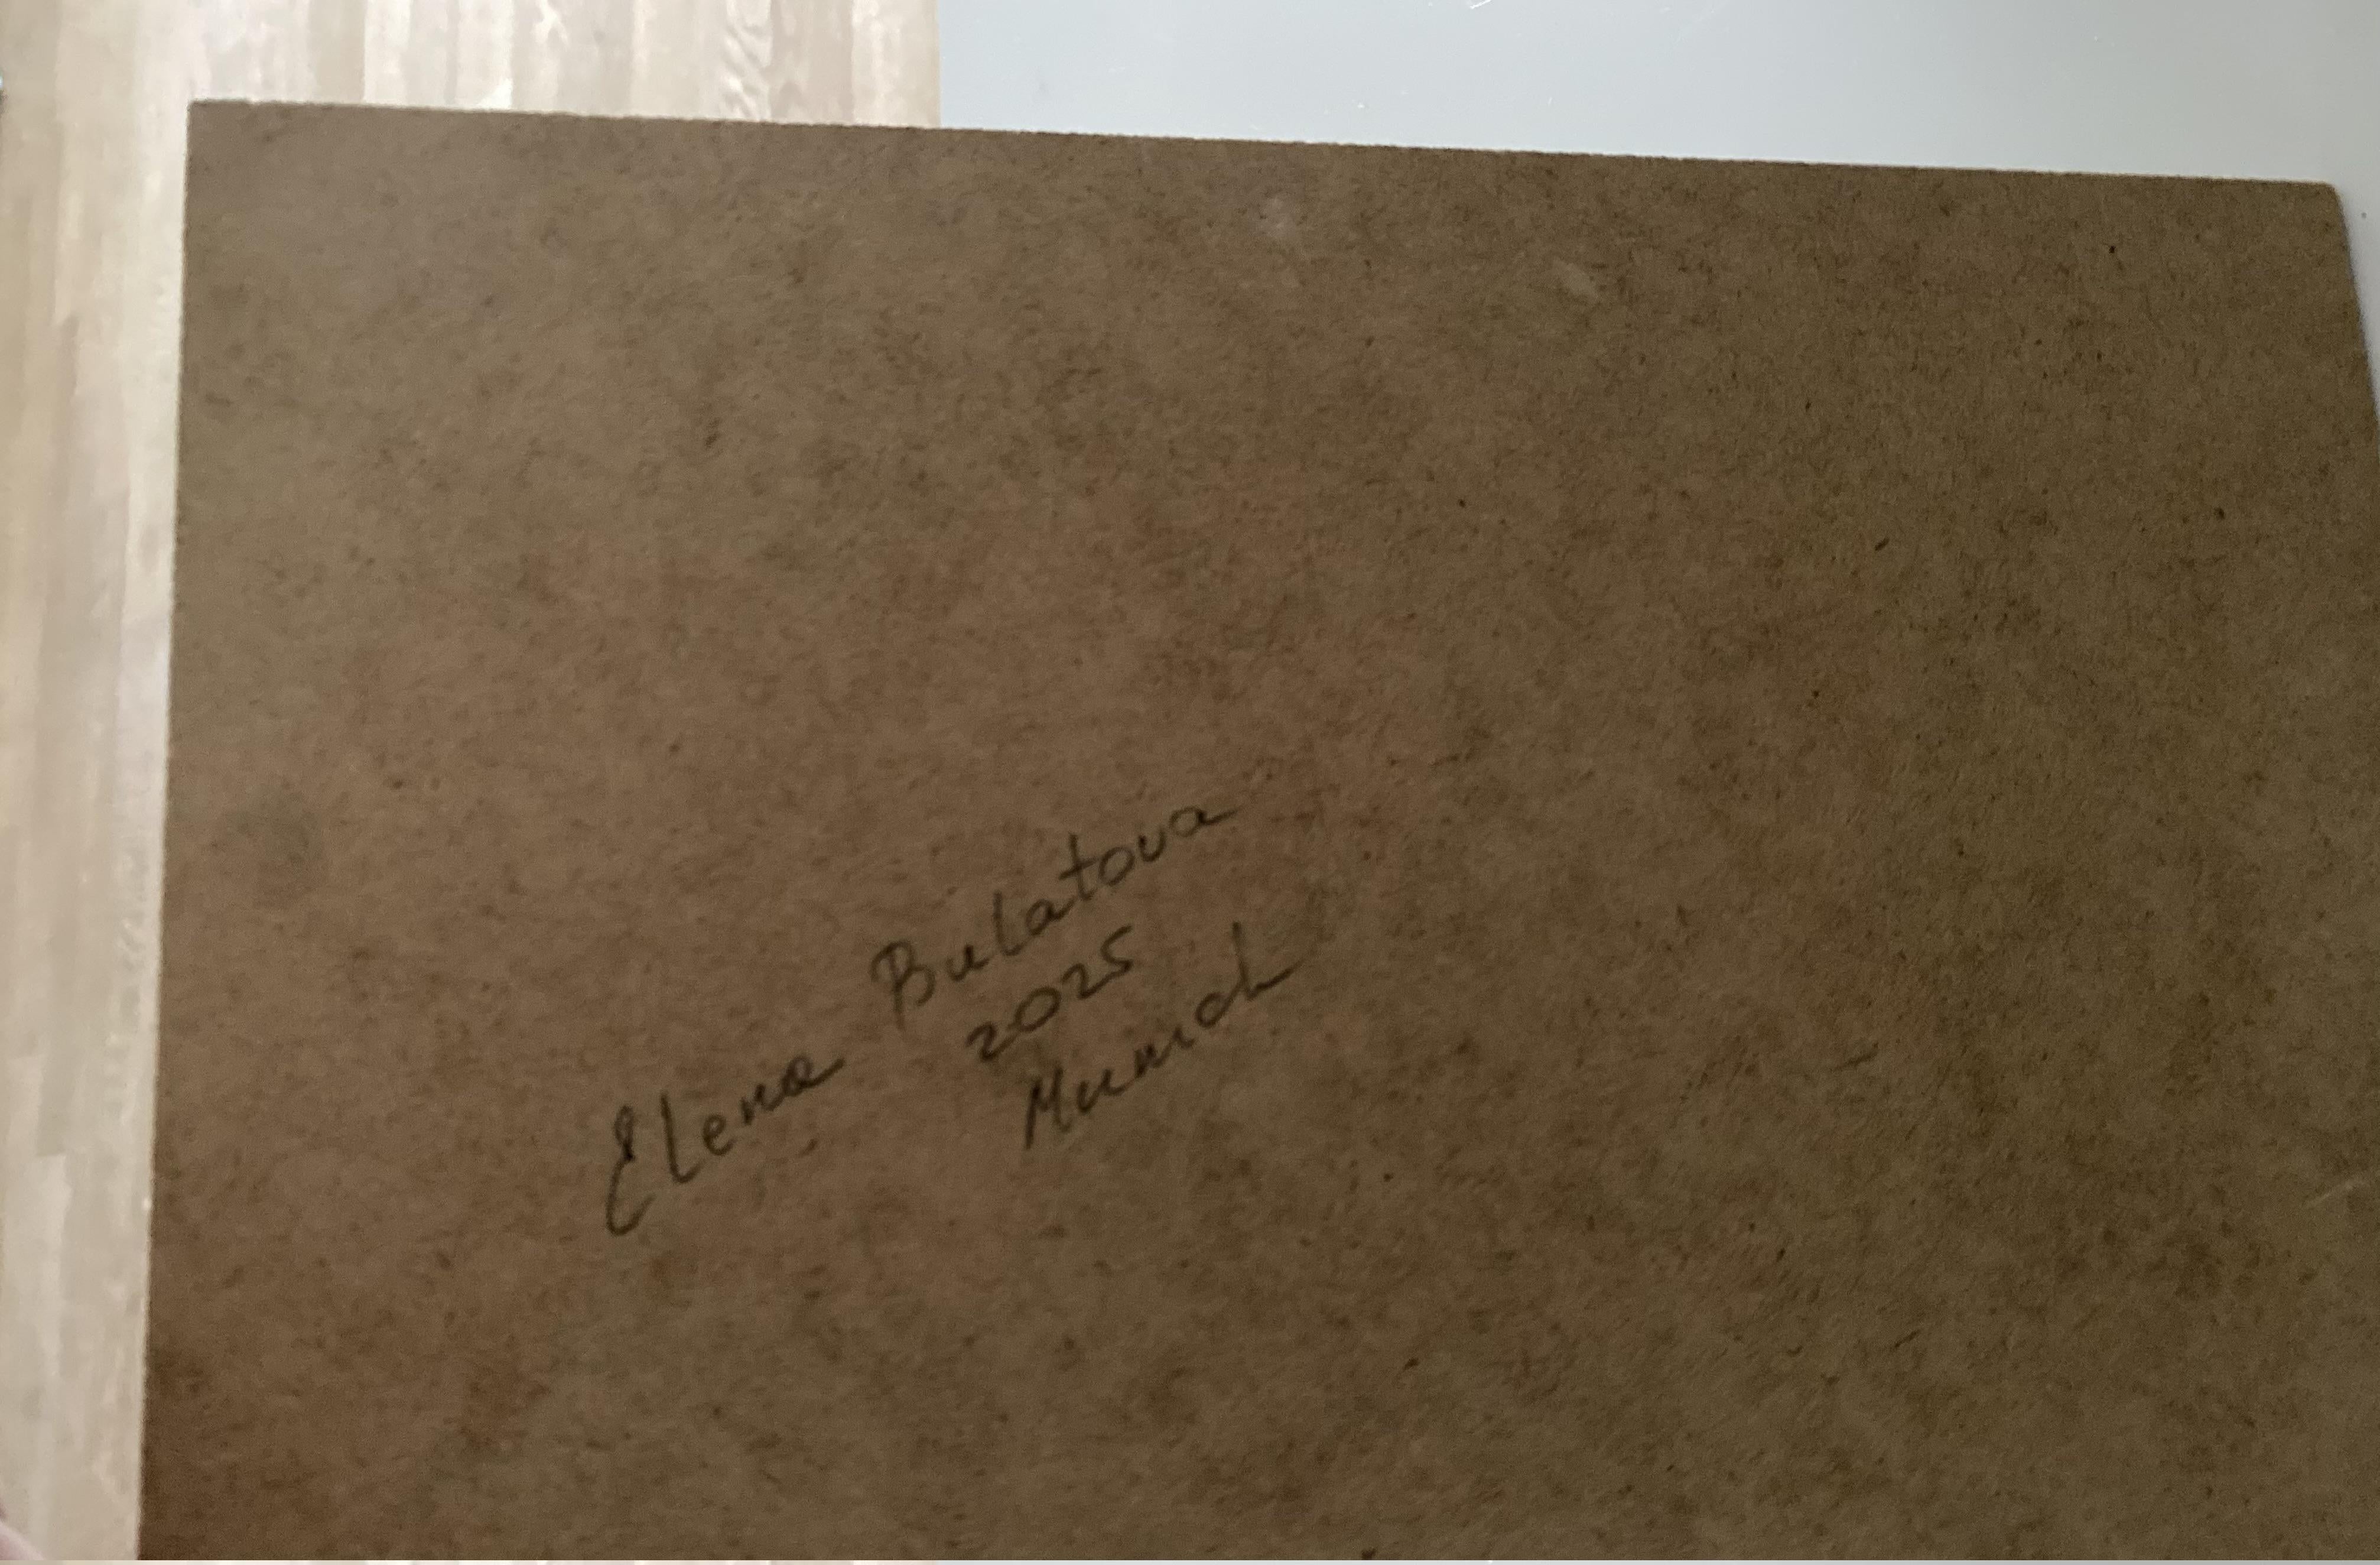 Elena Bulatova
2025
Munich